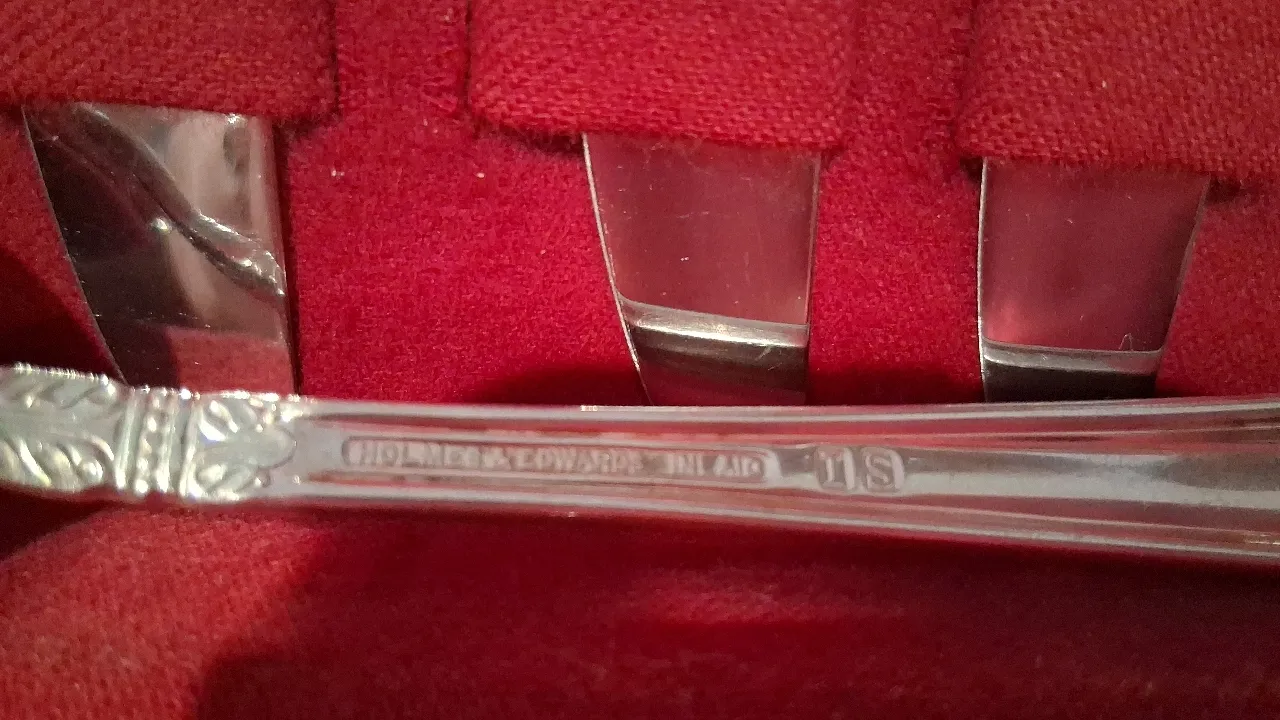 HOLMES & EDWARDS INLAID IS